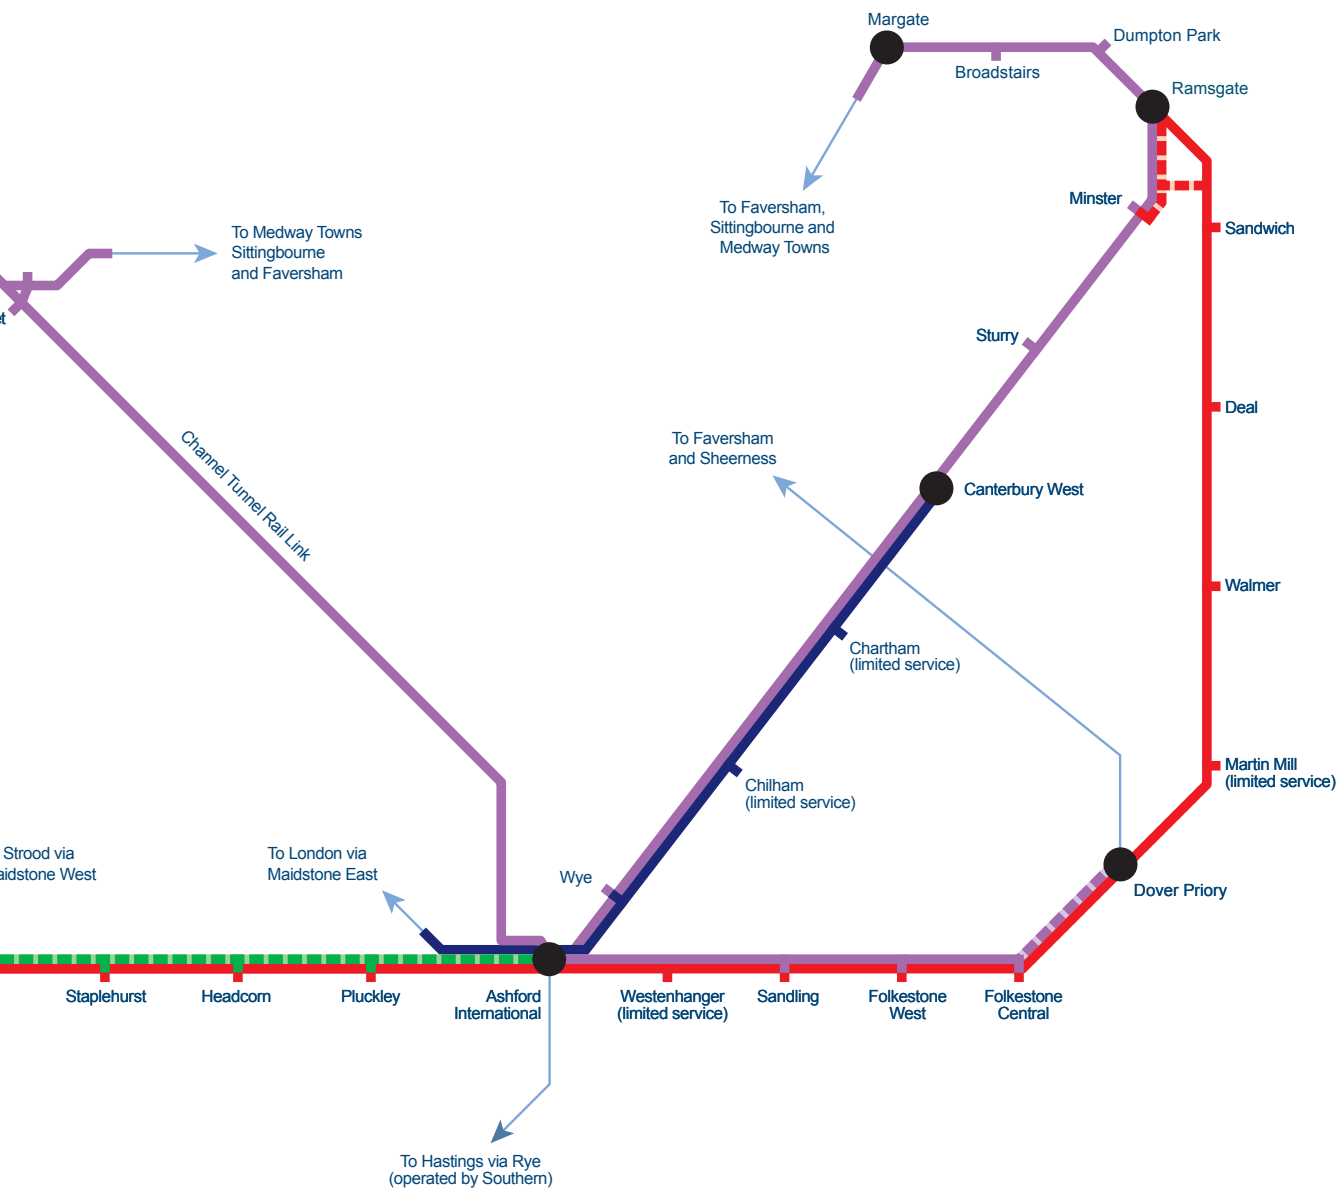 Margate
Dumpton Park
Broadstairs
Ramsgate
Minster
To Faversham,
Sittingbourne and
Medway Towns
Sandwich
To Medway Towns
Sittingbourne
and Faversham
Sturry
Deal
Channel Tunnel Rail Link
To Faversham
and Sheerness
Canterbury West
Walmer
Chartham
(limited service)
Martin Mill
(limited service)
Chilham
(limited service)
Strood via
aidstone West
To London via
Maidstone East
Wye
Dover Priory
Staplehurst
Headcorn
Pluckley
Ashford
International
Westenhanger
(limited service)
Sandling
Folkestone
West
Folkestone
Central
To Hastings via Rye
(operated by Southern)